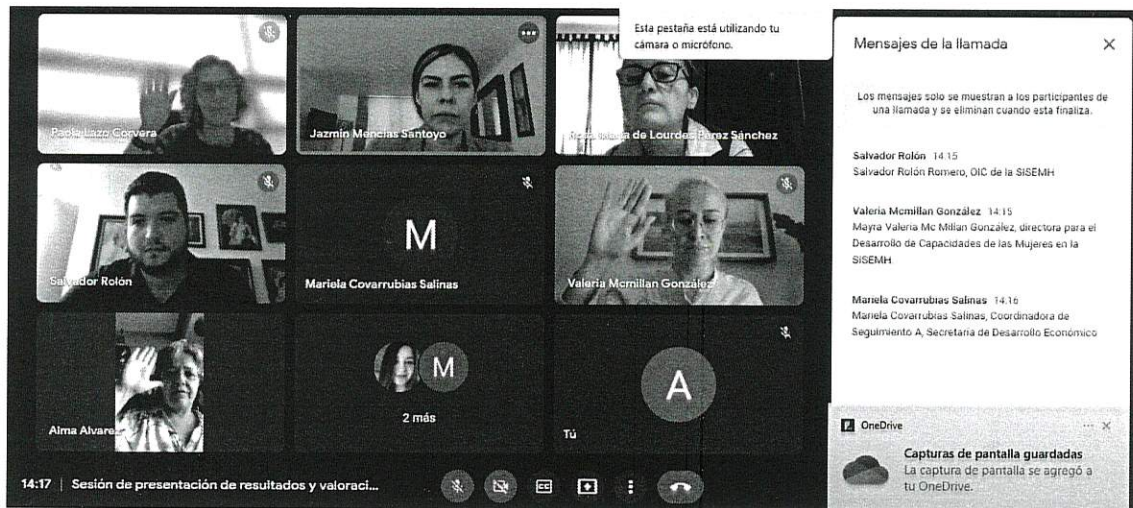 Esta pestaña está utilizando tu
cámara o micrófono.
Paola Lazo Corvera
Jazmín Mencías Santoyo
Rosa María de Lourdes Pérez Sánchez
Salvador Rolón
M
Mariela Covarrubias Salinas
Valeria Mcmillan González
Alma Alvarez
M
2 más
A
Tú
14:17 | Sesión de presentación de resultados y valoraci...
Mensajes de la llamada
Los mensajes solo se muestran a los participantes de
una llamada y se eliminan cuando esta finaliza.
Salvador Rolón 14:15
Salvador Rolón Romero, OIC de la SISEMH
Valeria Mcmillan González 14:15
Mayra Valeria Mc Millan González, directora para el
Desarrollo de Capacidades de las Mujeres en la
SISEMH
Mariela Covarrubias Salinas 14:16
Mariela Covarrubias Salinas, Coordinadora de
Seguimiento A, Secretaría de Desarrollo Económico
OneDrive
Capturas de pantalla guardadas
La captura de pantalla se agregó a
tu OneDrive.